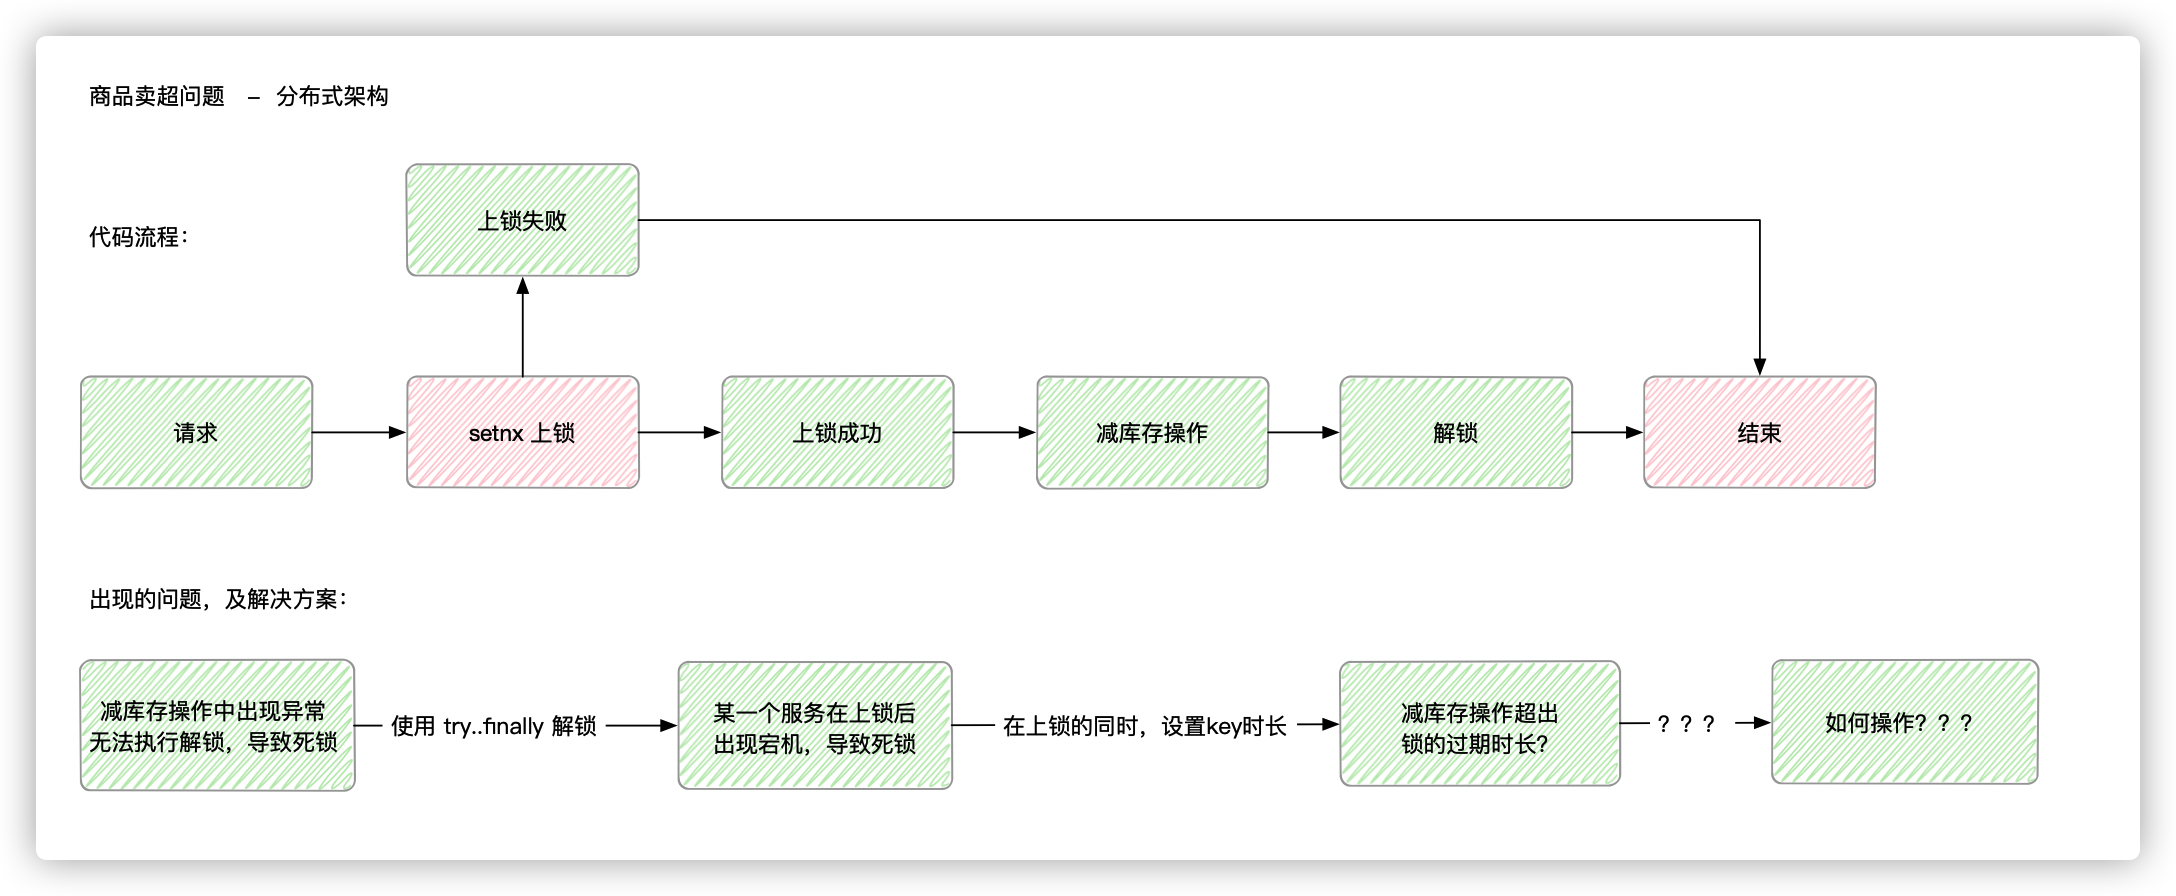 商品卖超问题 – 分布式架构
代码流程：
上锁失败
请求
setnx 上锁
上锁成功
减库存操作
解锁
结束
出现的问题，及解决方案：
减库存操作中出现异常
无法执行解锁，导致死锁
使用 try..finally 解锁
某一个服务在上锁后
出现宕机，导致死锁
在上锁的同时，设置key时长
减库存操作超出
锁的过期时长？
？？？
如何操作？？？